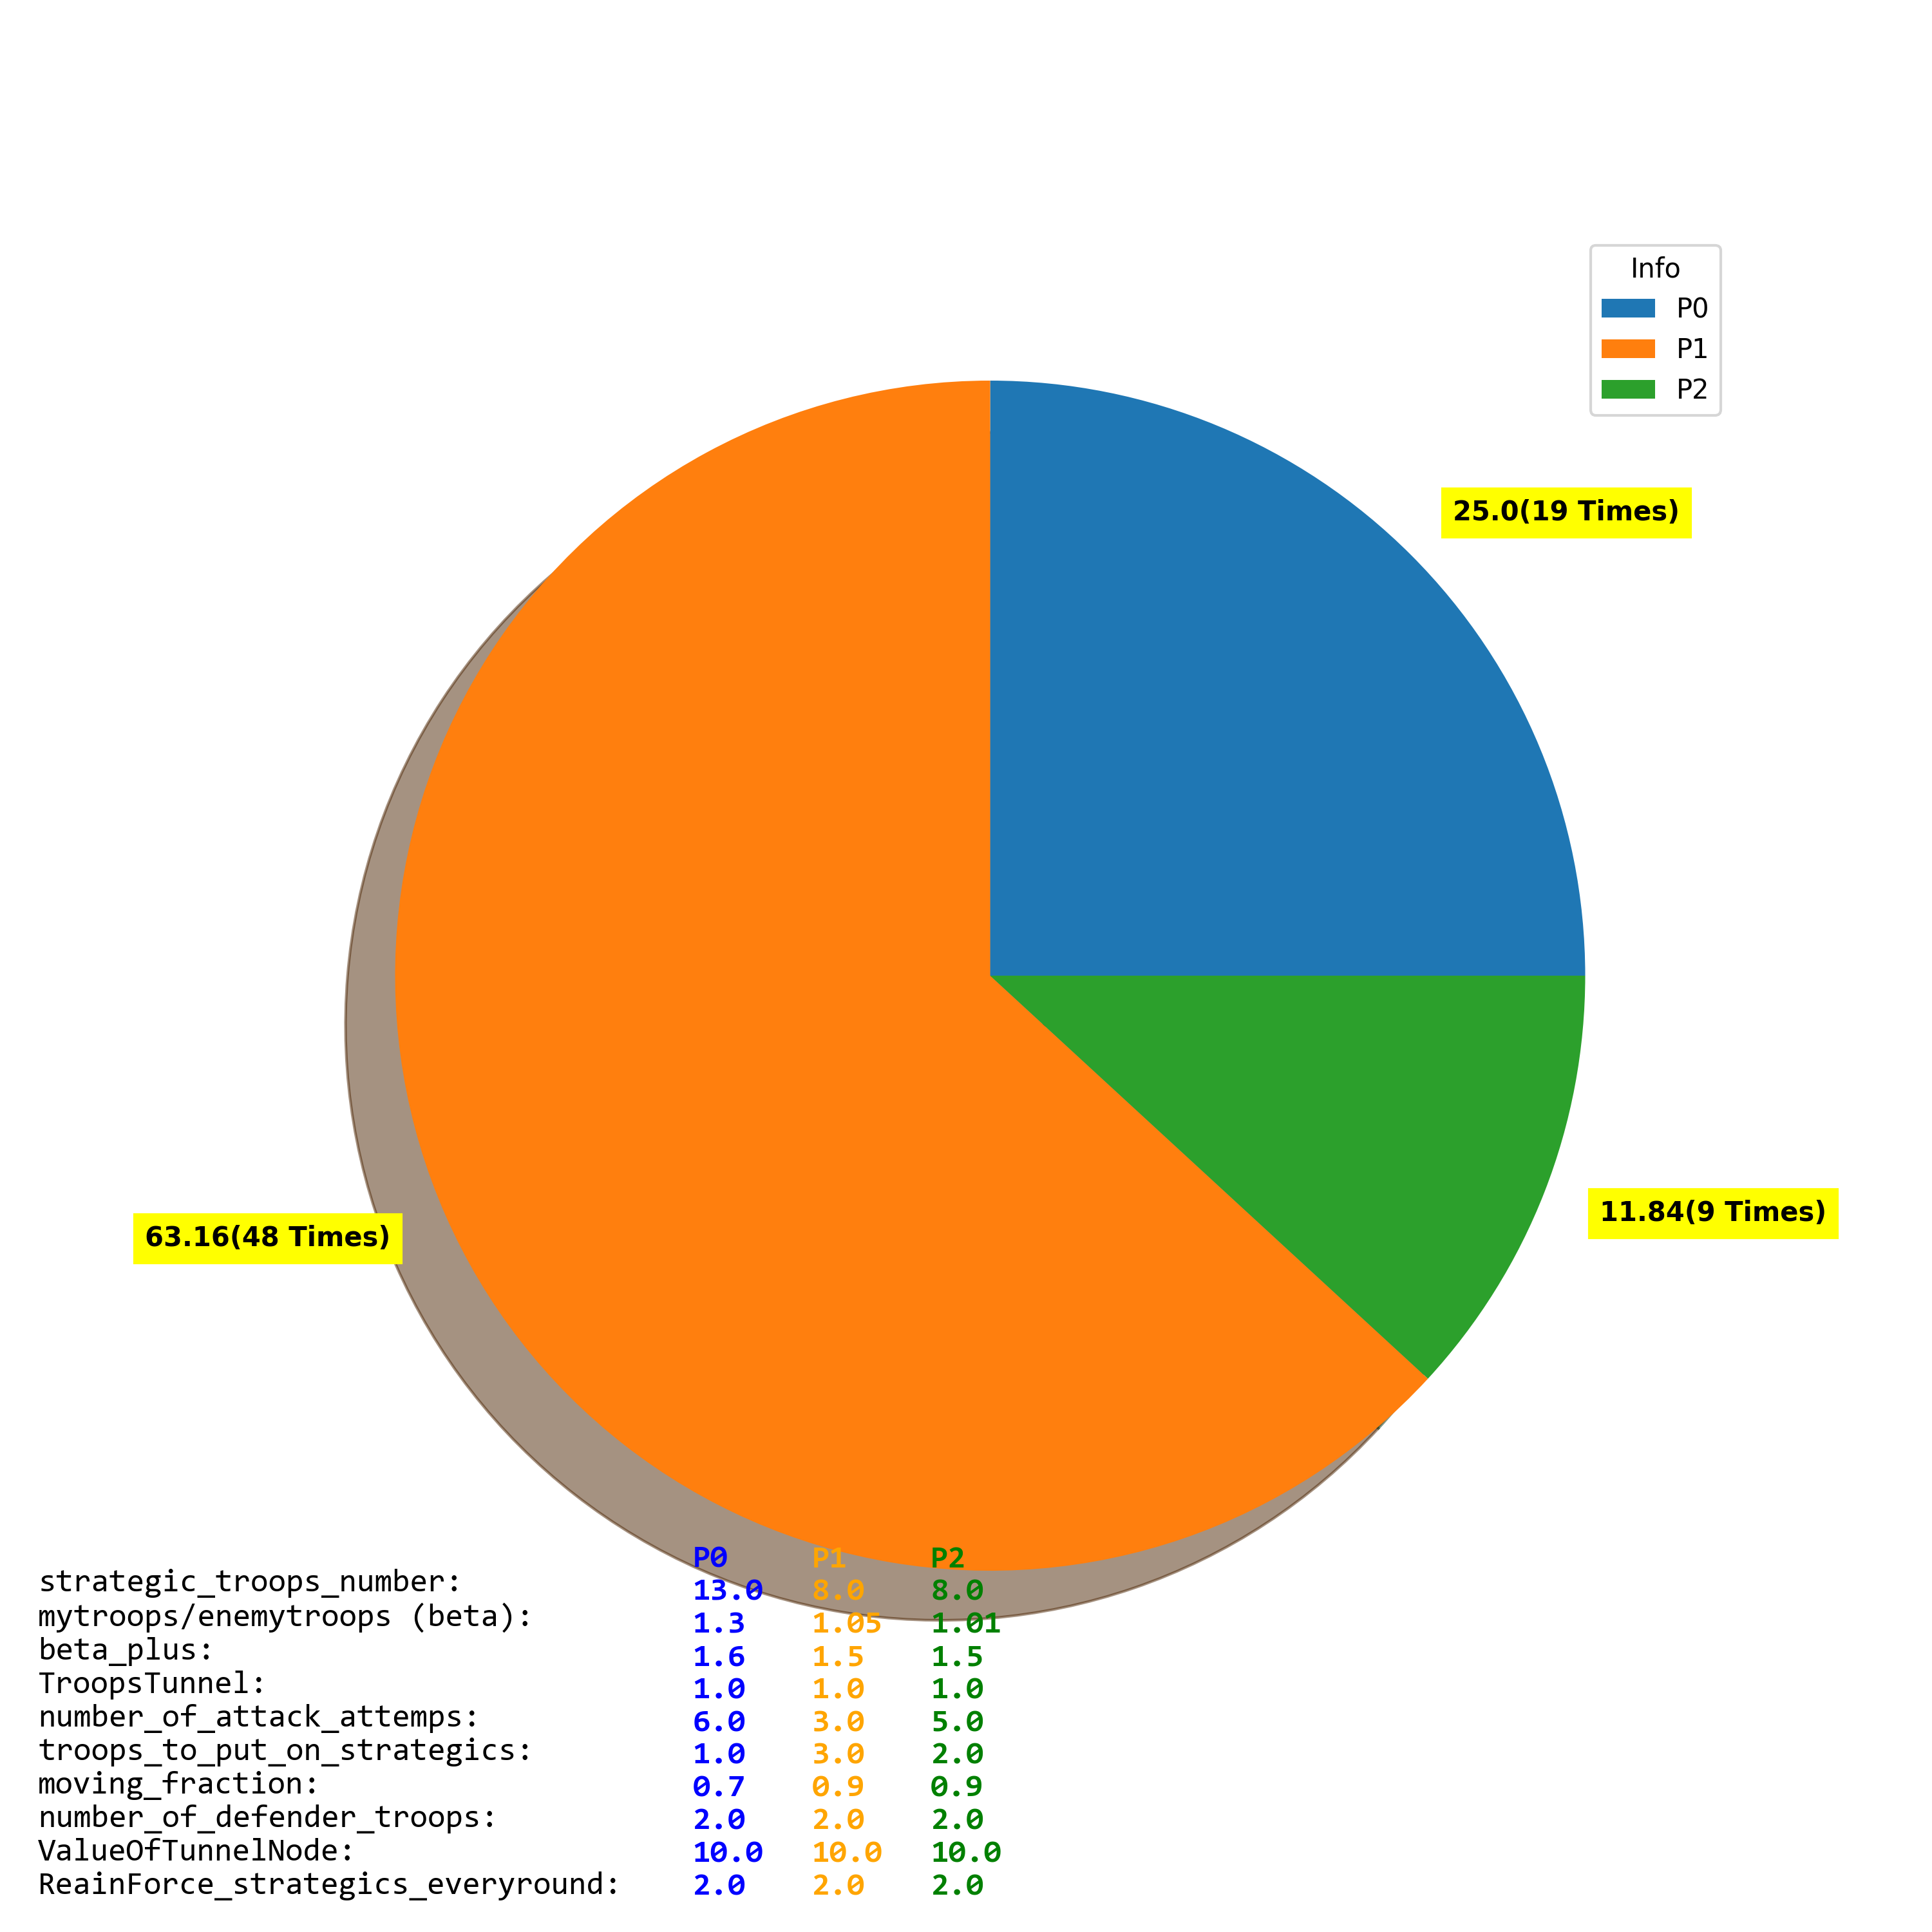 Info
P0
P1
P2
25.0(19 Times)
11.84(9 Times)
63.16(48 Times)
P0 P1 P2
strategic_troops_number: 13.0 8.0 8.0
mytroops/enemytroops (beta): 1.3 1.05 1.01
beta_plus: 1.6 1.5 1.5
TroopsTunnel: 1.0 1.0 1.0
number_of_attack_attemps: 6.0 3.0 5.0
troops_to_put_on_strategics: 1.0 3.0 2.0
moving_fraction: 0.7 0.9 0.9
number_of_defender_troops: 2.0 2.0 2.0
ValueOfTunnelNode: 10.0 10.0 10.0
ReainForce_strategics_everyround: 2.0 2.0 2.0